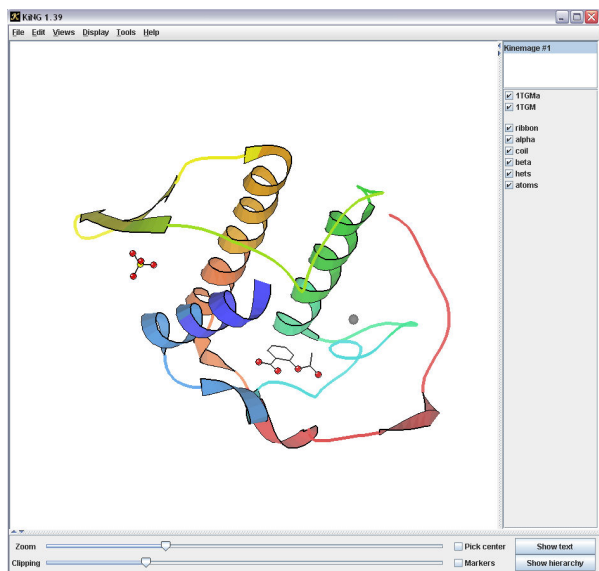 KiNG 1.39
File Edit Views Display Tools Help
Kinemage #1
1TGMa
1TGM
ribbon
alpha
coil
beta
hets
atoms
Zoom
Pick center
Show text
Clipping
Markers
Show hierarchy